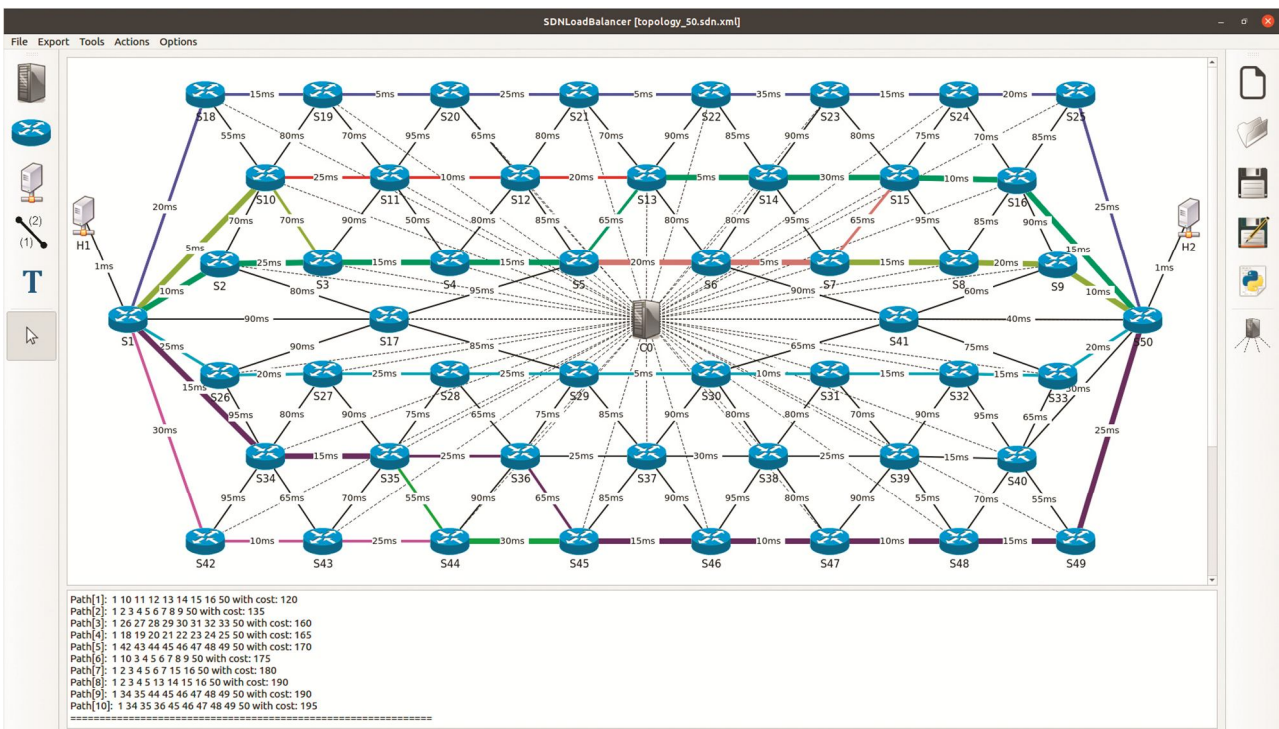 SDNLoadBalancer [topology_50.sdn.xml]
File Export Tools Actions Options
15ms 5ms 25ms 5ms 35ms 15ms 20ms
S18 S19 S20 S21 S22 S23 S24 S25
55ms 80ms 70ms 95ms 65ms 80ms 70ms 90ms 85ms 90ms 80ms 75ms 70ms 85ms
25ms 10ms 20ms 5ms 30ms 10ms
S10 S11 S12 S13 S14 S15 S16
20ms 25ms
(2)
(1)
H1 H2
70ms 70ms 90ms 50ms 80ms 85ms 65ms 80ms 90ms 95ms 65ms 95ms 85ms 90ms
5ms 15ms
1ms 1ms
25ms 15ms 15ms 20ms 5ms 15ms 20ms
T
S2 S3 S4 S5 S6 S7 S8 S9
10ms 80ms 95ms 90ms 60ms 10ms
90ms 40ms
S1 S17 C0 S41 S50
25ms 90ms 85ms 65ms 75ms 20ms
20ms 25ms 25ms 5ms 10ms 15ms 15ms
15ms 30ms
S26 S27 S28 S29 S30 S31 S32 S33
95ms 80ms 90ms 75ms 65ms 75ms 85ms 90ms 80ms 80ms 70ms 90ms 95ms 65ms
30ms 25ms
15ms 25ms 25ms 30ms 25ms 15ms
S34 S35 S36 S37 S38 S39 S40
95ms 65ms 70ms 55ms 90ms 65ms 85ms 90ms 95ms 80ms 90ms 55ms 70ms 55ms
10ms 25ms 30ms 15ms 10ms 10ms 15ms
S42 S43 S44 S45 S46 S47 S48 S49
Path[1]: 1 10 11 12 13 14 15 16 50 with cost: 120
Path[2]: 1 2 3 4 5 6 7 8 9 50 with cost: 135
Path[3]: 1 26 27 28 29 30 31 32 33 50 with cost: 160
Path[4]: 1 18 19 20 21 22 23 24 25 50 with cost: 165
Path[5]: 1 42 43 44 45 46 47 48 49 50 with cost: 170
Path[6]: 1 10 3 4 5 6 7 8 9 50 with cost: 175
Path[7]: 1 2 3 4 5 6 7 15 16 50 with cost: 180
Path[8]: 1 2 3 4 5 13 14 15 16 50 with cost: 190
Path[9]: 1 34 35 44 45 46 47 48 49 50 with cost: 190
Path[10]: 1 34 35 36 45 46 47 48 49 50 with cost: 195
=============================================================